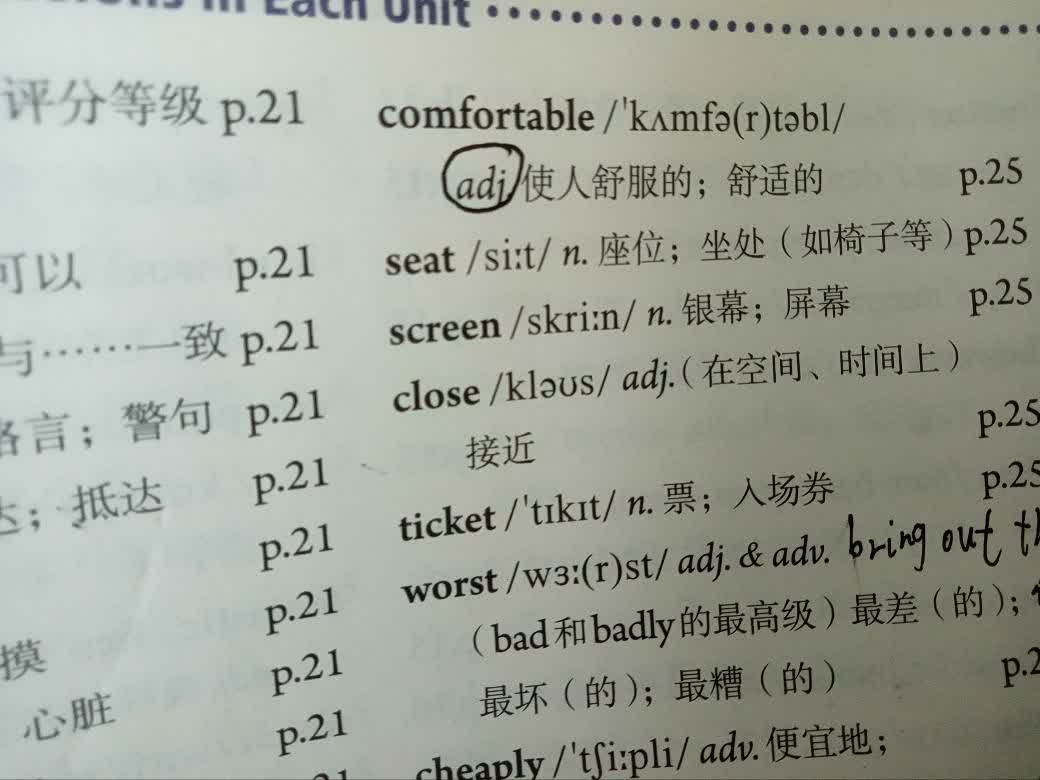 in Each Unit
评分等级 p.21
可以 p.21
与……一致 p.21
格言；警句 p.21
抵达 p.21
p.21
p.21
摸 p.21
心脏 p.21
comfortable /ˈkʌmfə(r)təbl/
adj 使人舒服的；舒适的 p.25
seat /siːt/ n. 座位；坐处（如椅子等）p.25
screen /skriːn/ n. 银幕；屏幕 p.25
close /kləʊs/ adj.（在空间、时间上）
接近 p.25
ticket /ˈtɪkɪt/ n. 票；入场券 p.25
worst /wɜː(r)st/ adj. & adv. bring out
（bad和badly的最高级）最差（的）；
最坏（的）；最糟（的）
cheaply /ˈtʃiːpli/ adv. 便宜地；